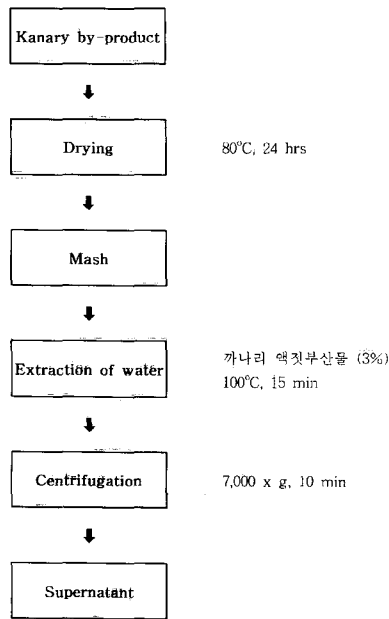 Kanary by-product
Drying
80°C, 24 hrs
Mash
Extraction of water
까나리 액젓부산물 (3%)
100°C, 15 min
Centrifugation
7,000 x g, 10 min
Supernatant